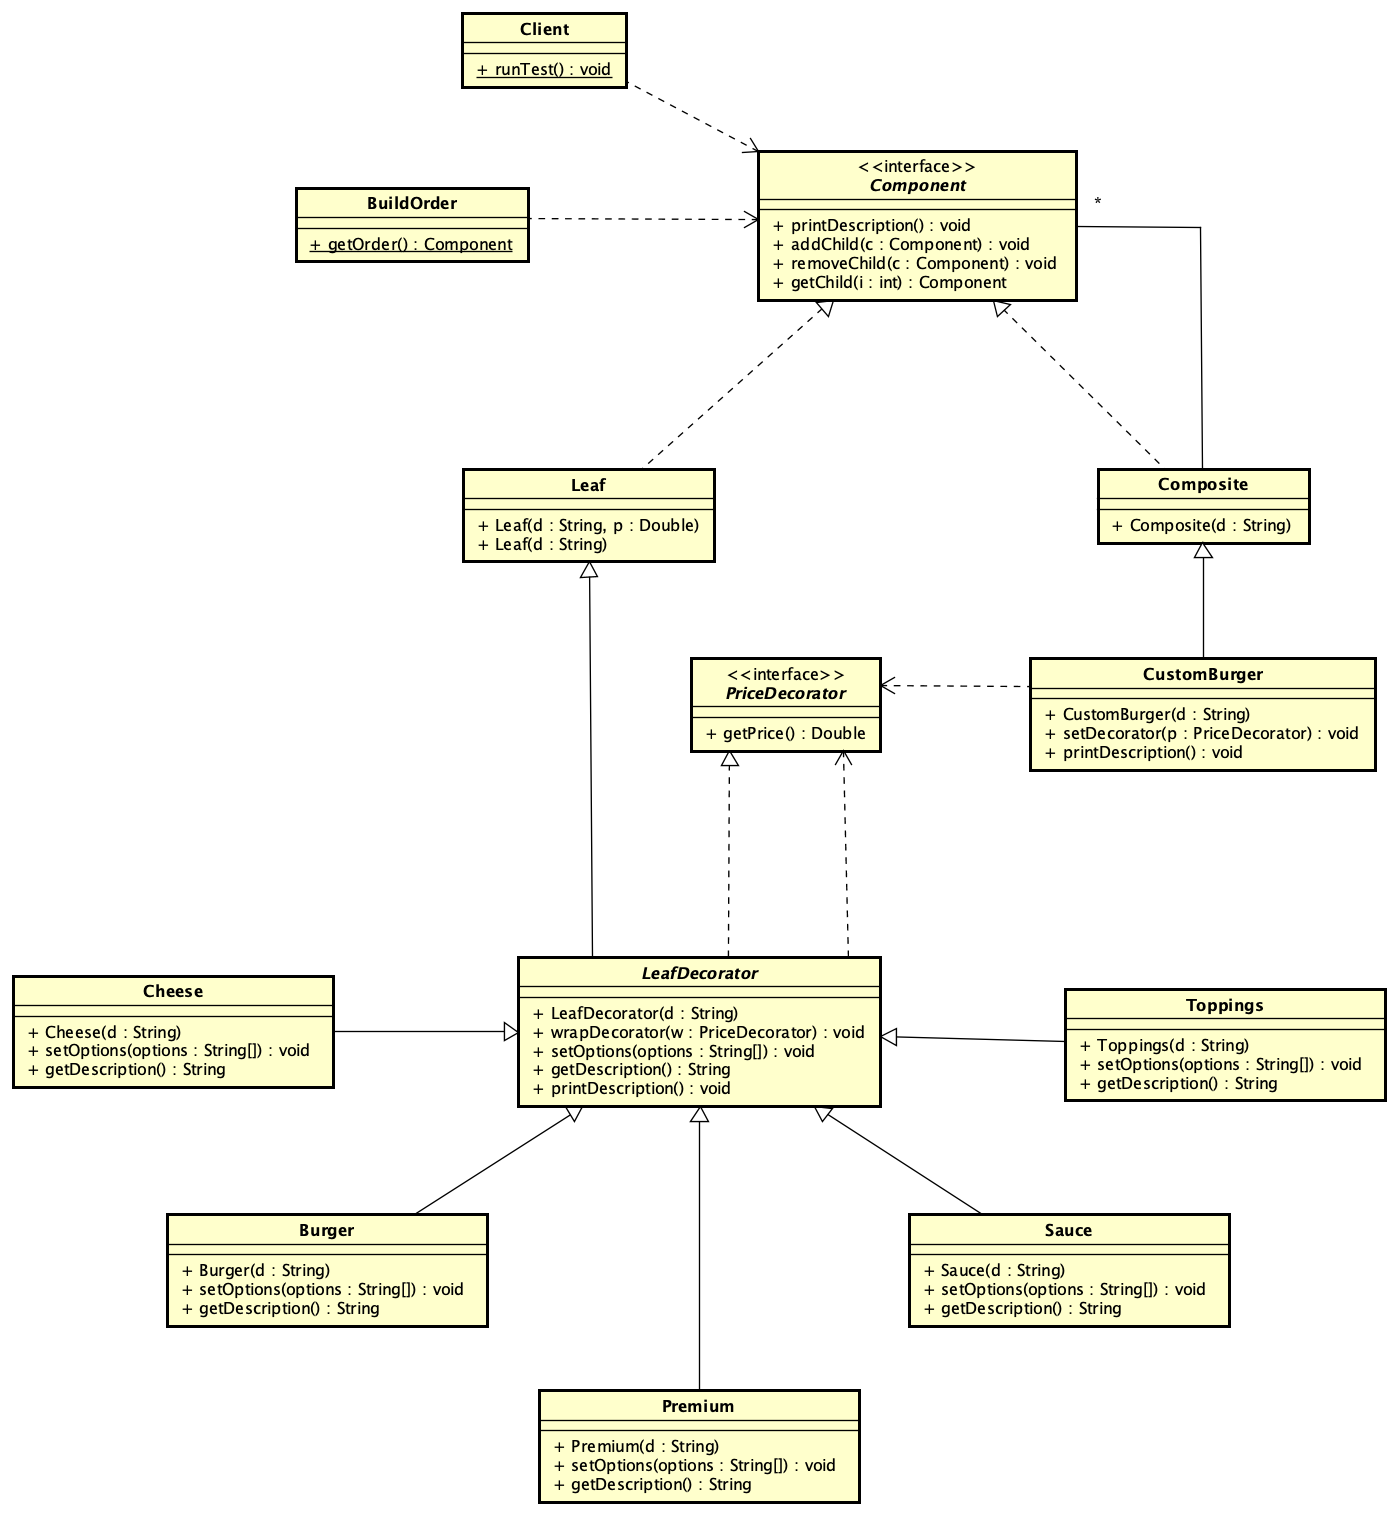 Client
+ runTest() : void
<<interface>>
Component
*
+ printDescription() : void
+ addChild(c : Component) : void
+ removeChild(c : Component) : void
+ getChild(i : int) : Component
BuildOrder
+ getOrder() : Component
Leaf
+ Leaf(d : String, p : Double)
+ Leaf(d : String)
Composite
+ Composite(d : String)
<<interface>>
PriceDecorator
+ getPrice() : Double
CustomBurger
+ CustomBurger(d : String)
+ setDecorator(p : PriceDecorator) : void
+ printDescription() : void
LeafDecorator
+ LeafDecorator(d : String)
+ wrapDecorator(w : PriceDecorator) : void
+ setOptions(options : String[]) : void
+ getDescription() : String
+ printDescription() : void
Cheese
+ Cheese(d : String)
+ setOptions(options : String[]) : void
+ getDescription() : String
Toppings
+ Toppings(d : String)
+ setOptions(options : String[]) : void
+ getDescription() : String
Burger
+ Burger(d : String)
+ setOptions(options : String[]) : void
+ getDescription() : String
Sauce
+ Sauce(d : String)
+ setOptions(options : String[]) : void
+ getDescription() : String
Premium
+ Premium(d : String)
+ setOptions(options : String[]) : void
+ getDescription() : String